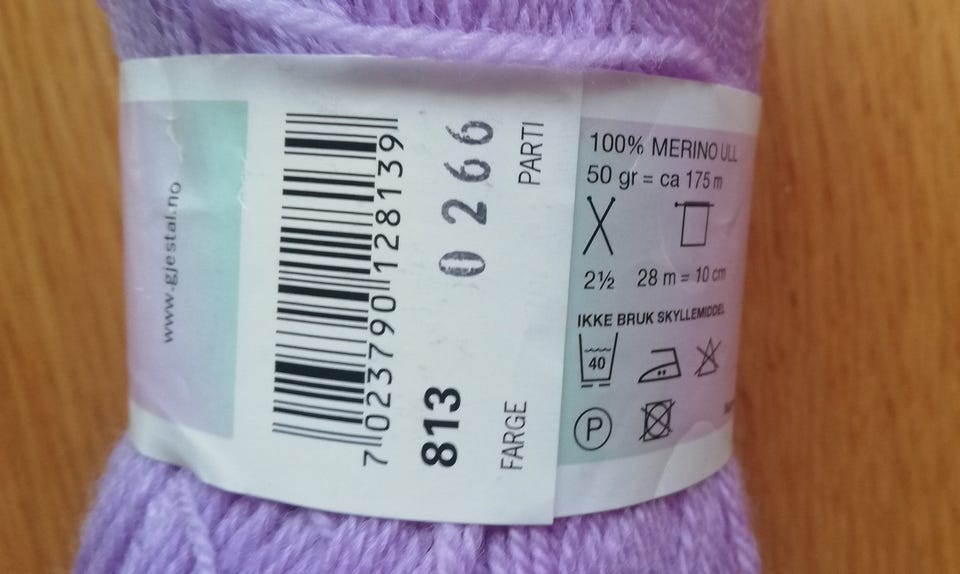 www.gjestal.no
7 023790 128139
0266
PARTI
813
FARGE
100% MERINO ULL
50 gr = ca 175 m
2½ 28 m = 10 cm
IKKE BRUK SKYLLEMIDDEL
40
P